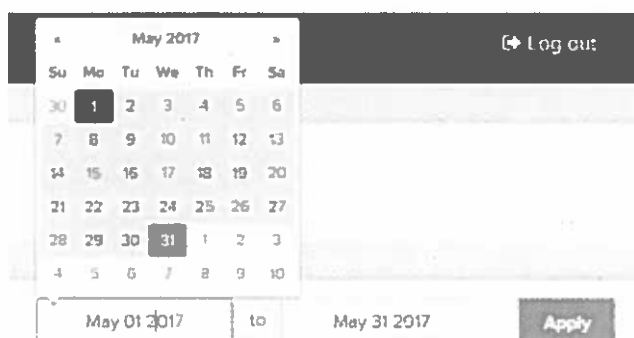 « May 2017 »
Log out
Su Mo Tu We Th Fr Sa
30 1 2 3 4 5 6
7 8 9 10 11 12 13
14 15 16 17 18 19 20
21 22 23 24 25 26 27
28 29 30 31 1 2 3
4 5 6 7 8 9 10
May 01 2017 to May 31 2017 Apply